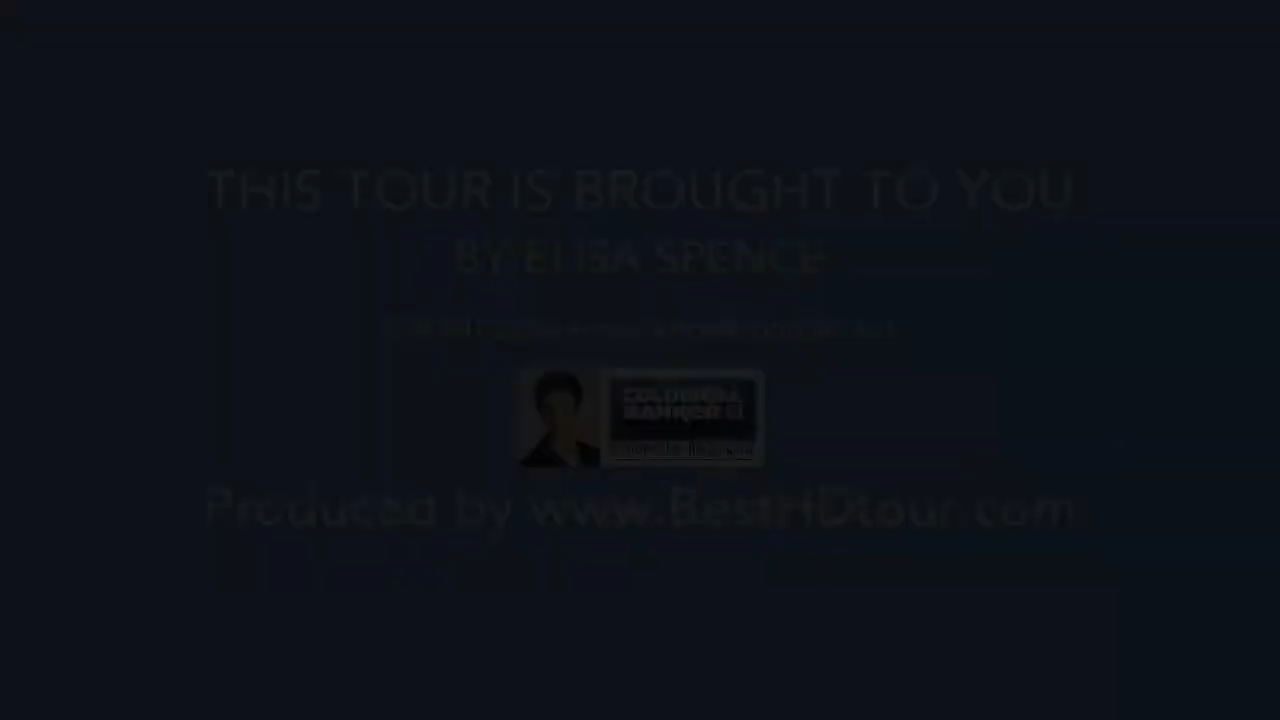 THIS TOUR IS BROUGHT TO YOU
BY ELISA SPENCE
COLDWELL
BANKER
Produced by www.BestHDtour.com